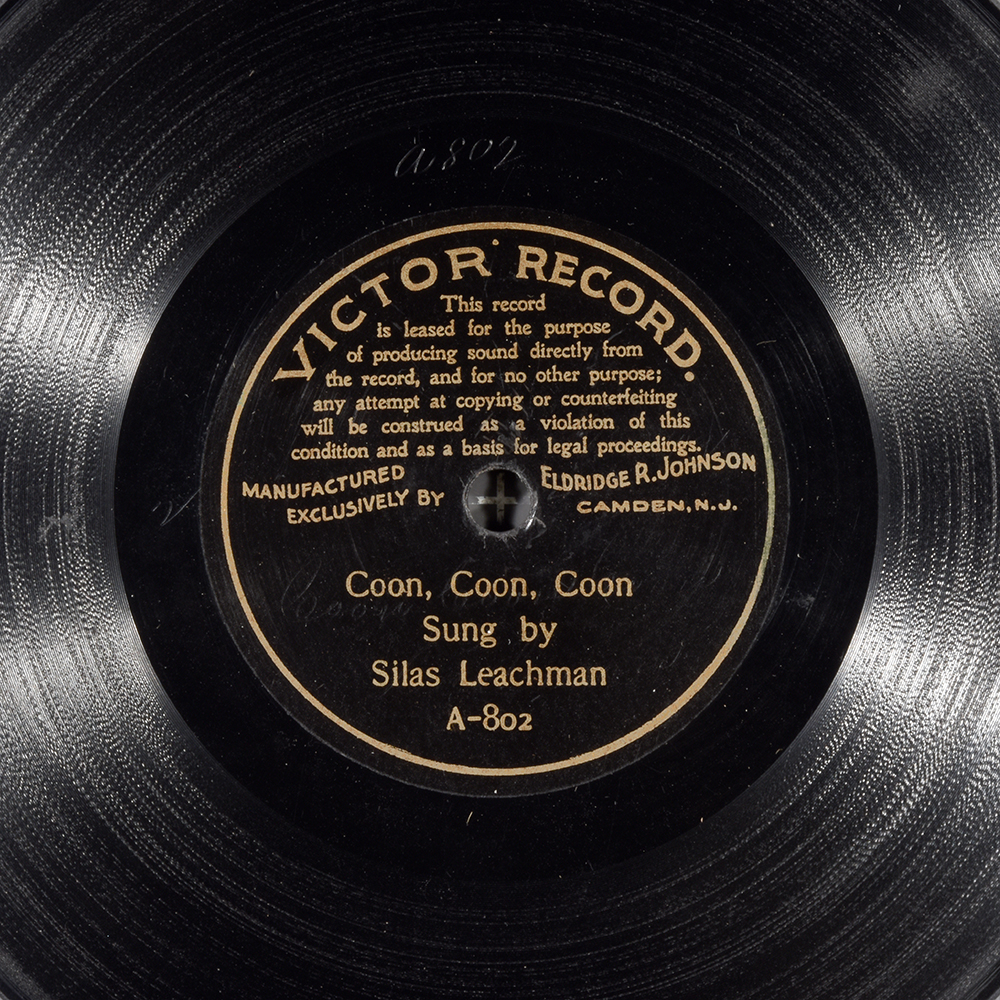 A-802
VICTOR RECORD.
This record
is leased for the purpose
of producing sound directly from
the record, and for no other purpose;
any attempt at copying or counterfeiting
will be construed as a violation of this
condition and as a basis for legal proceedings.
MANUFACTURED
EXCLUSIVELY BY
ELDRIDGE R. JOHNSON
CAMDEN, N.J.
Coon, Coon, Coon
Sung by
Silas Leachman
A-802